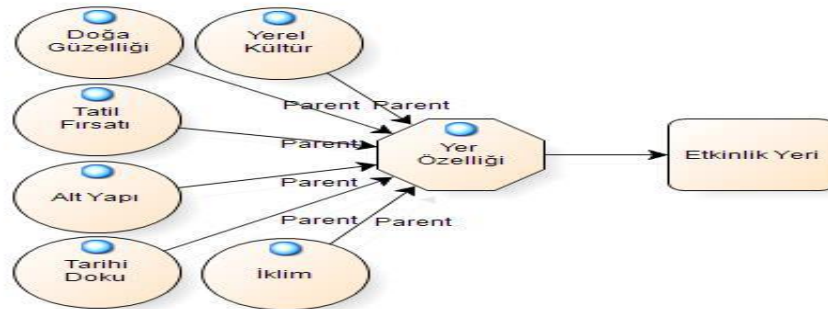 Doğa
Güzelliği
Yerel
Kültür
Parent Parent
Tatil
Fırsatı
Parent
Yer
Özelliği
Etkinlik Yeri
Alt Yapı
Parent
Parent Parent
Tarihi
Doku
İklim